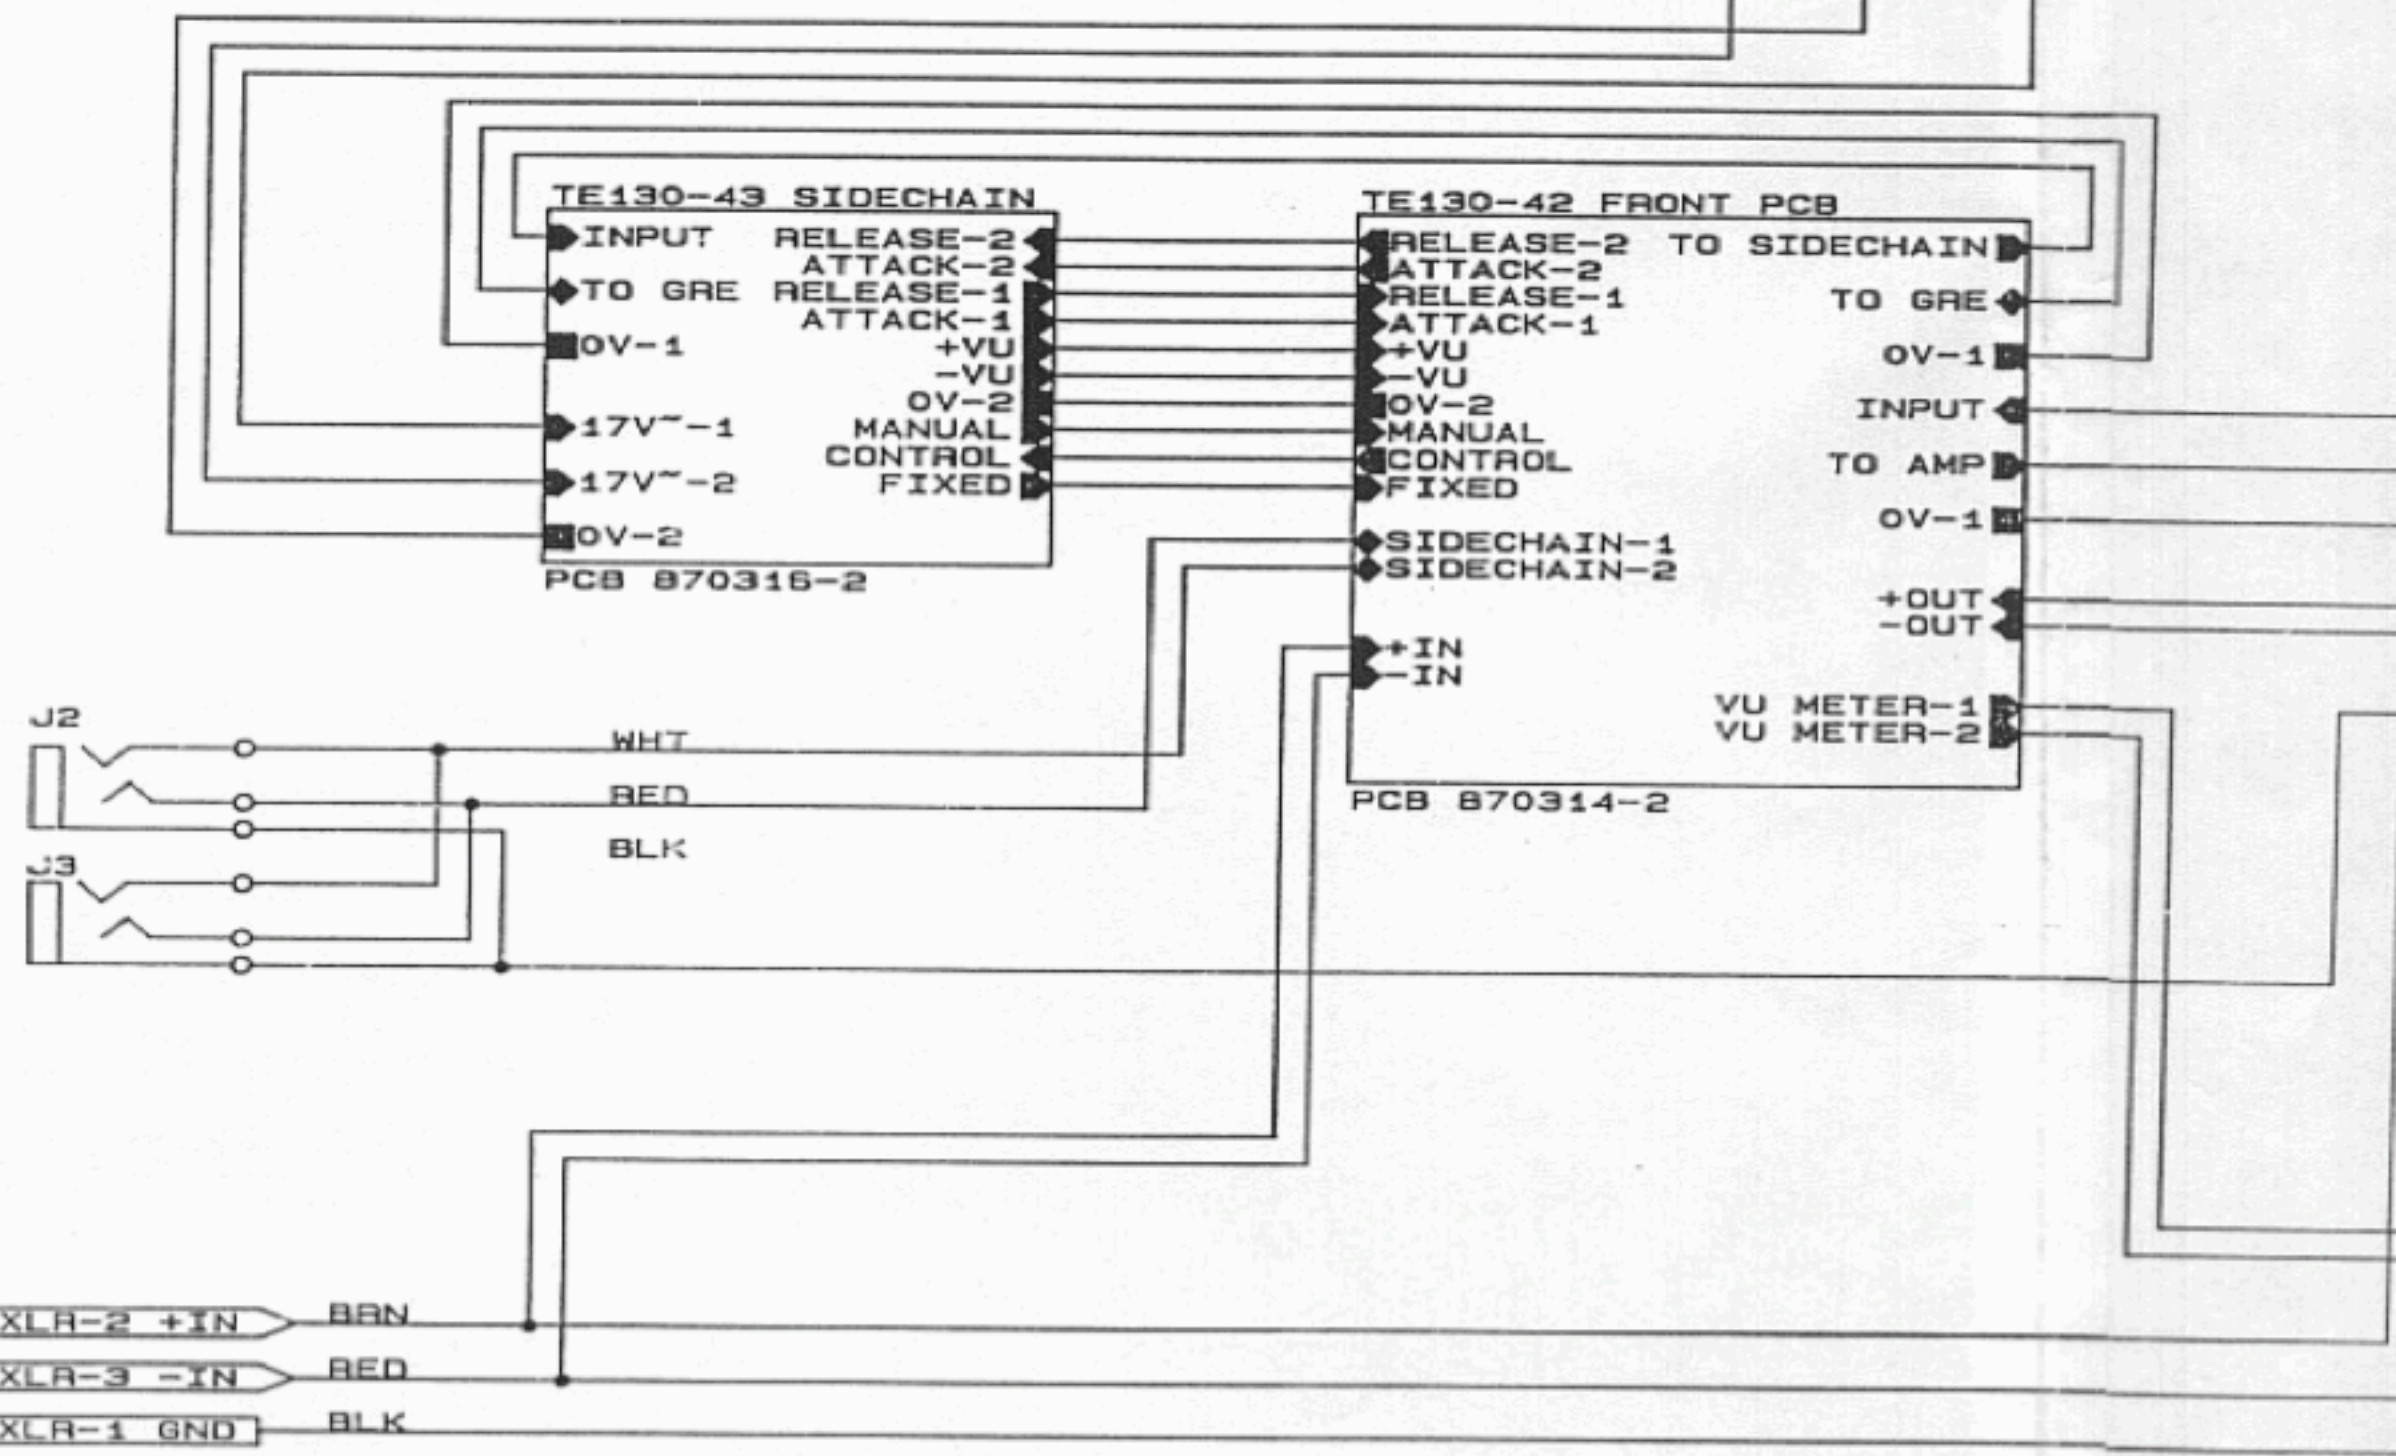 TE130-43 SIDECHAIN
INPUT RELEASE-2
ATTACK-2
TO GRE RELEASE-1
ATTACK-1
0V-1 +VU
-VU
0V-2
17V~-1 MANUAL
CONTROL
17V~-2 FIXED
0V-2
PCB 870315-2
TE130-42 FRONT PCB
RELEASE-2 TO SIDECHAIN
ATTACK-2
RELEASE-1 TO GRE
ATTACK-1
+VU 0V-1
-VU
0V-2 INPUT
MANUAL
CONTROL TO AMP
FIXED
0V-1
SIDECHAIN-1
SIDECHAIN-2
+OUT
-OUT
+IN
-IN
VU METER-1
VU METER-2
PCB 870314-2
J2
WHT
RED
BLK
J3
XLR-2 +IN BRN
XLR-3 -IN RED
XLR-1 GND BLK